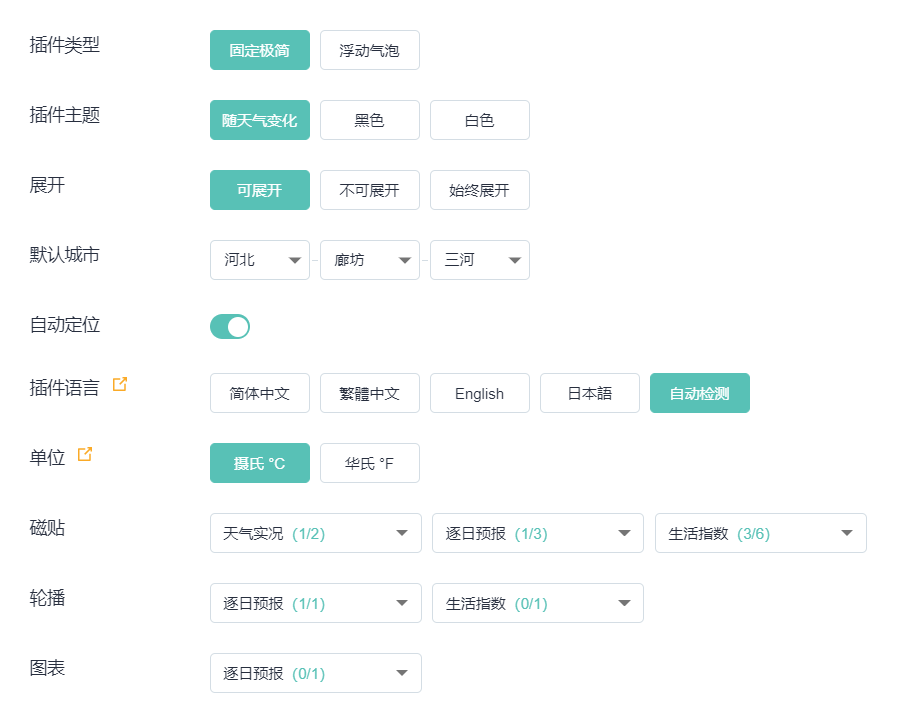 插件类型 固定极简 浮动气泡
插件主题 随天气变化 黑色 白色
展开 可展开 不可展开 始终展开
默认城市 河北 廊坊 三河
自动定位
插件语言 简体中文 繁體中文 English 日本語 自动检测
单位 摄氏 °C 华氏 °F
磁贴 天气实况 (1/2) 逐日预报 (1/3) 生活指数 (3/6)
轮播 逐日预报 (1/1) 生活指数 (0/1)
图表 逐日预报 (0/1)